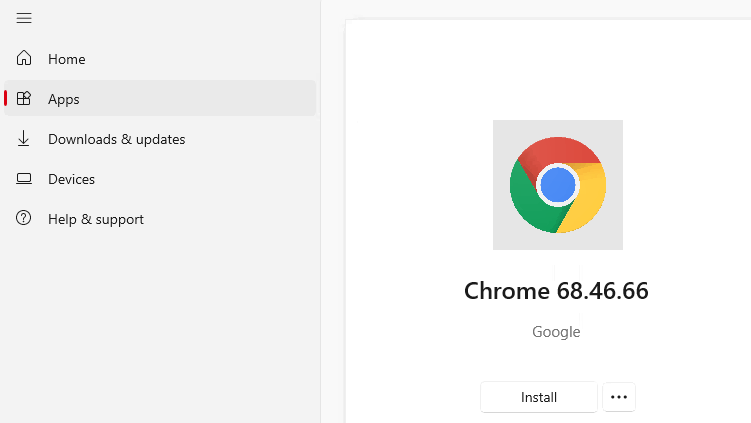 Home
Apps
Downloads & updates
Devices
Help & support
Chrome 68.46.66
Google
Install